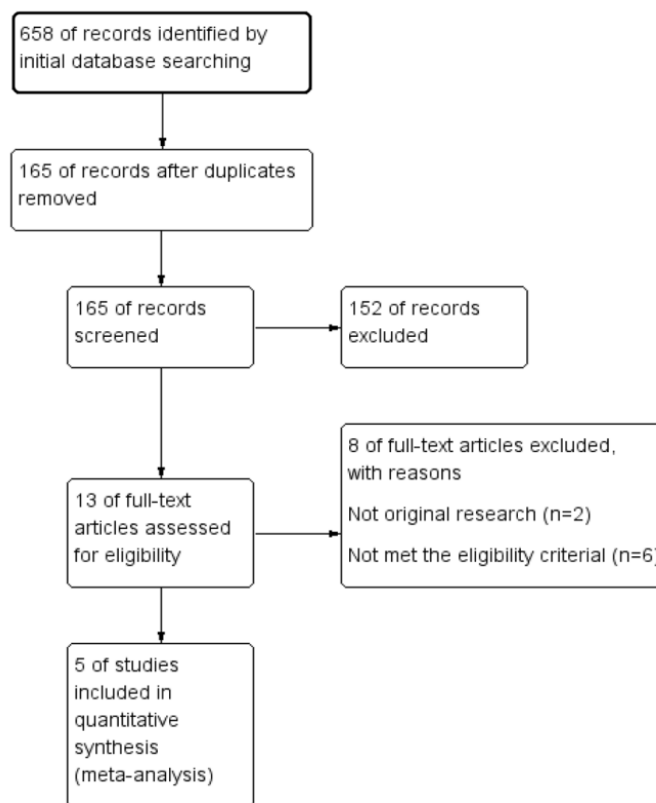 658 of records identified by
initial database searching
165 of records after duplicates
removed
165 of records
screened
152 of records
excluded
13 of full-text
articles assessed
for eligibility
8 of full-text articles excluded,
with reasons
Not original research (n=2)
Not met the eligibility criterial (n=6)
5 of studies
included in
quantitative
synthesis
(meta-analysis)